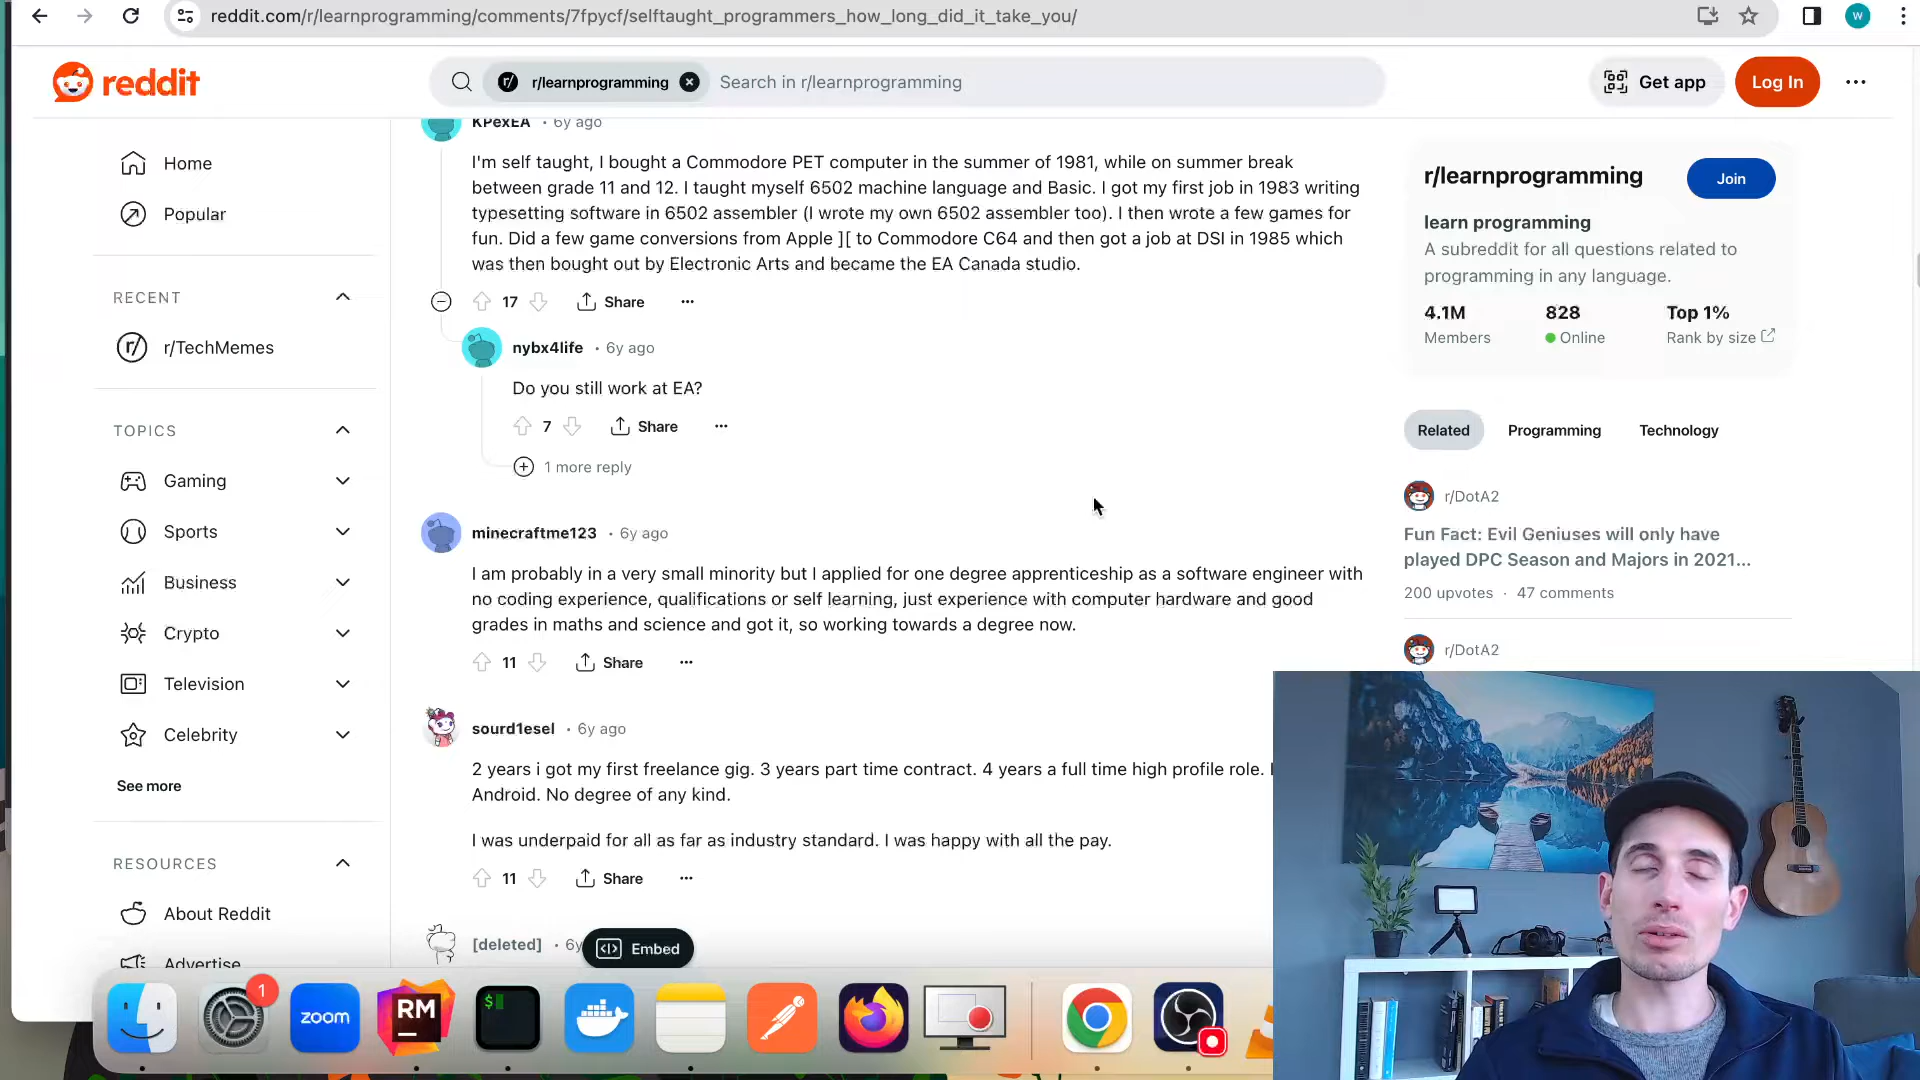 reddit.com/r/learnprogramming/comments/7fpycf/selftaught_programmers_how_long_did_it_take_you/
W
reddit
r/ r/learnprogramming Search in r/learnprogramming
Get app
Log In
Home
Popular
RECENT
r/ r/TechMemes
TOPICS
Gaming
Sports
Business
Crypto
Television
Celebrity
See more
RESOURCES
About Reddit
Advertise
KPexEA • 6y ago
I'm self taught, I bought a Commodore PET computer in the summer of 1981, while on summer break
between grade 11 and 12. I taught myself 6502 machine language and Basic. I got my first job in 1983 writing
typesetting software in 6502 assembler (I wrote my own 6502 assembler too). I then wrote a few games for
fun. Did a few game conversions from Apple ][ to Commodore C64 and then got a job at DSI in 1985 which
was then bought out by Electronic Arts and became the EA Canada studio.
17 Share
nybx4life • 6y ago
Do you still work at EA?
7 Share
1 more reply
minecraftme123 • 6y ago
I am probably in a very small minority but I applied for one degree apprenticeship as a software engineer with
no coding experience, qualifications or self learning, just experience with computer hardware and good
grades in maths and science and got it, so working towards a degree now.
11 Share
sourd1esel • 6y ago
2 years i got my first freelance gig. 3 years part time contract. 4 years a full time high profile role.
Android. No degree of any kind.
I was underpaid for all as far as industry standard. I was happy with all the pay.
11 Share
[deleted] • 6y
Embed
r/learnprogramming
Join
learn programming
A subreddit for all questions related to
programming in any language.
4.1M 828 Top 1%
Members Online Rank by size
Related Programming Technology
r/DotA2
Fun Fact: Evil Geniuses will only have
played DPC Season and Majors in 2021...
200 upvotes · 47 comments
r/DotA2
1
zoom
RM
$